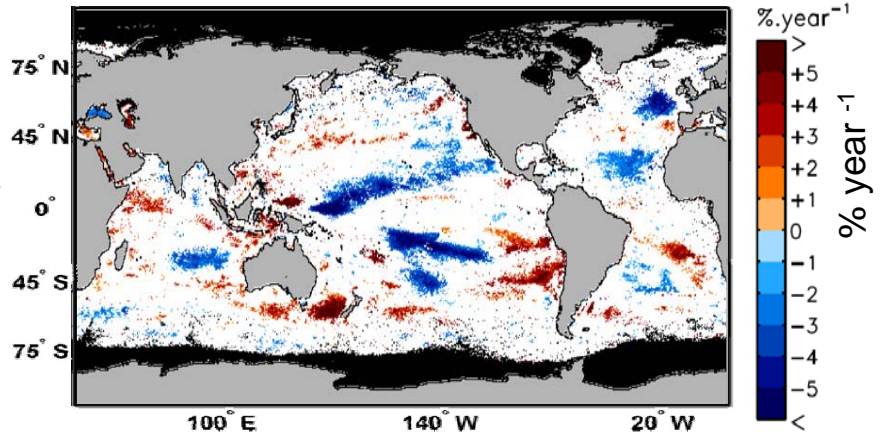 %.year⁻¹
>
+5
+4
+3
+2
+1
0
−1
−2
−3
−4
−5
<
% year ⁻¹
75° N
45° N
0°
45° S
75° S
100° E
140° W
20° W